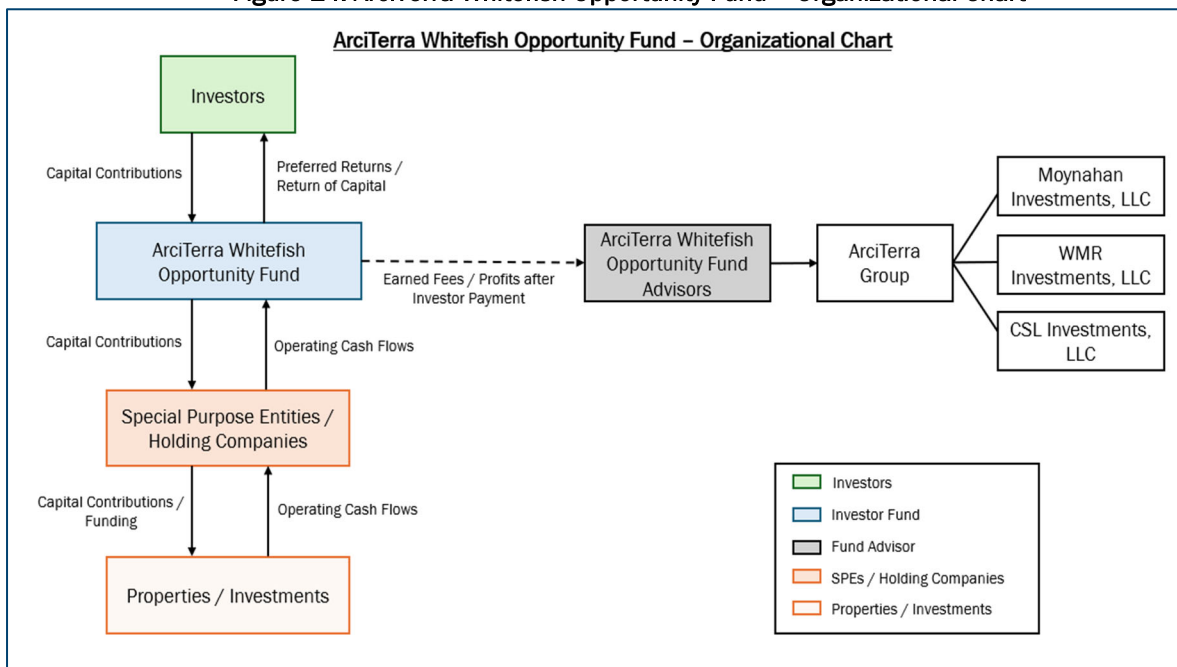 ArciTerra Whitefish Opportunity Fund – Organizational Chart
Investors
Capital Contributions
Preferred Returns /
Return of Capital
ArciTerra Whitefish
Opportunity Fund
Earned Fees / Profits after
Investor Payment
ArciTerra Whitefish
Opportunity Fund
Advisors
ArciTerra
Group
Moynahan
Investments, LLC
WMR
Investments, LLC
CSL Investments,
LLC
Capital Contributions
Operating Cash Flows
Special Purpose Entities /
Holding Companies
Capital Contributions /
Funding
Operating Cash Flows
Properties / Investments
Investors
Investor Fund
Fund Advisor
SPEs / Holding Companies
Properties / Investments